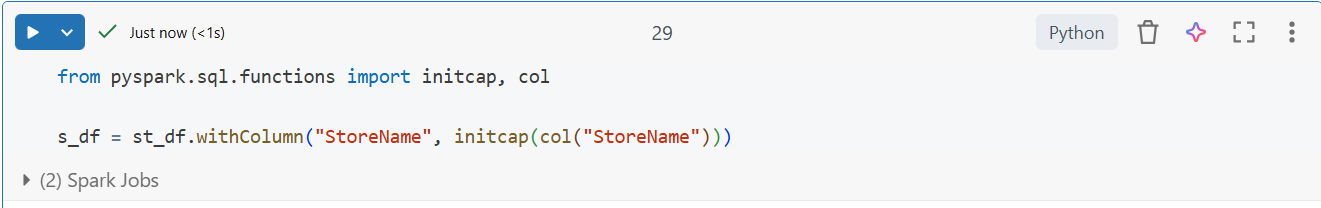 Just now (<1s)
29
Python
from pyspark.sql.functions import initcap, col
s_df = st_df.withColumn("StoreName", initcap(col("StoreName")))
(2) Spark Jobs